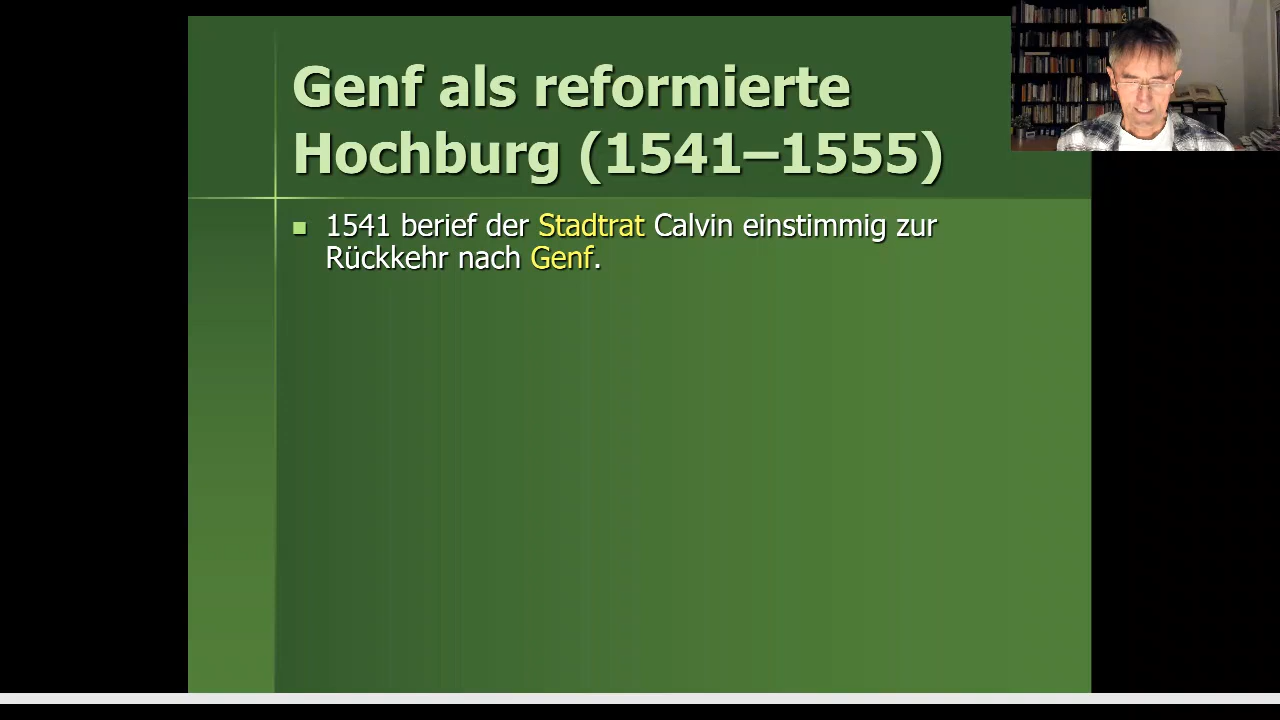 Genf als reformierte
Hochburg (1541–1555)
1541 berief der Stadtrat Calvin einstimmig zur
Rückkehr nach Genf.